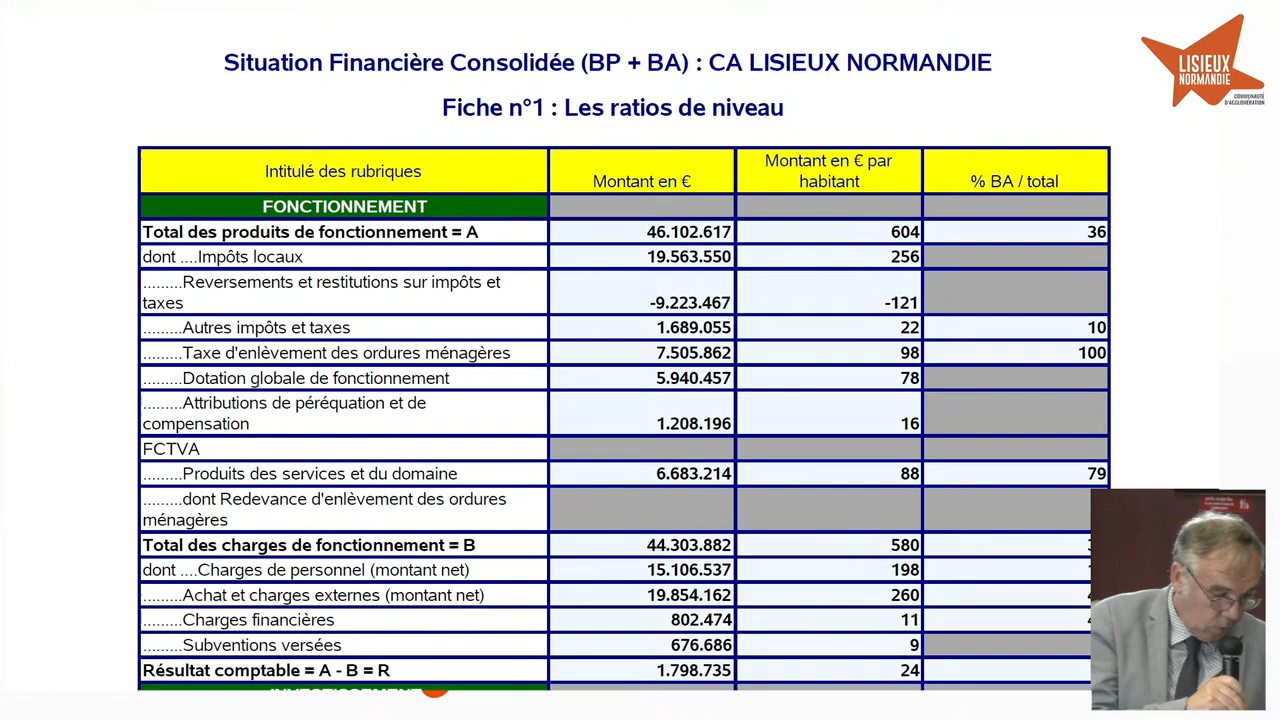 Situation Financière Consolidée (BP + BA) : CA LISIEUX NORMANDIE
Fiche n°1 : Les ratios de niveau
LISIEUX
NORMANDIE
COMMUNAUTÉ
D'AGGLOMÉRATION
Intitulé des rubriques Montant en € Montant en € par habitant % BA / total
FONCTIONNEMENT
Total des produits de fonctionnement = A 46.102.617 604 36
dont ....Impôts locaux 19.563.550 256
.........Reversements et restitutions sur impôts et
taxes -9.223.467 -121
.........Autres impôts et taxes 1.689.055 22 10
.........Taxe d'enlèvement des ordures ménagères 7.505.862 98 100
.........Dotation globale de fonctionnement 5.940.457 78
.........Attributions de péréquation et de
compensation 1.208.196 16
FCTVA
.........Produits des services et du domaine 6.683.214 88 79
.........dont Redevance d'enlèvement des ordures
ménagères
Total des charges de fonctionnement = B 44.303.882 580
dont ....Charges de personnel (montant net) 15.106.537 198
.........Achat et charges externes (montant net) 19.854.162 260
.........Charges financières 802.474 11
.........Subventions versées 676.686 9
Résultat comptable = A - B = R 1.798.735 24